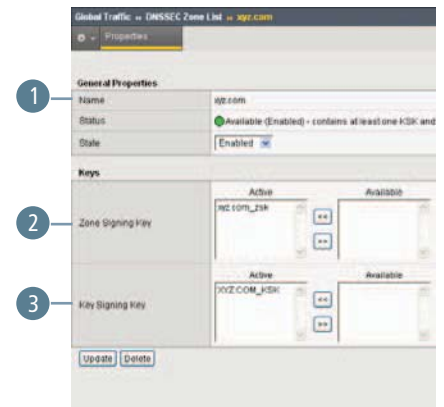 Global Traffic » DNSSEC Zone List » xyz.com
Properties
General Properties
1
Name xyz.com
Status Available (Enabled) - contains at least one KSK and
State Enabled
Keys
Active Available
2
Zone Signing Key xyz.com_zsk << >>
Active Available
3
Key Signing Key XYZ.COM_KSK << >>
Update Delete